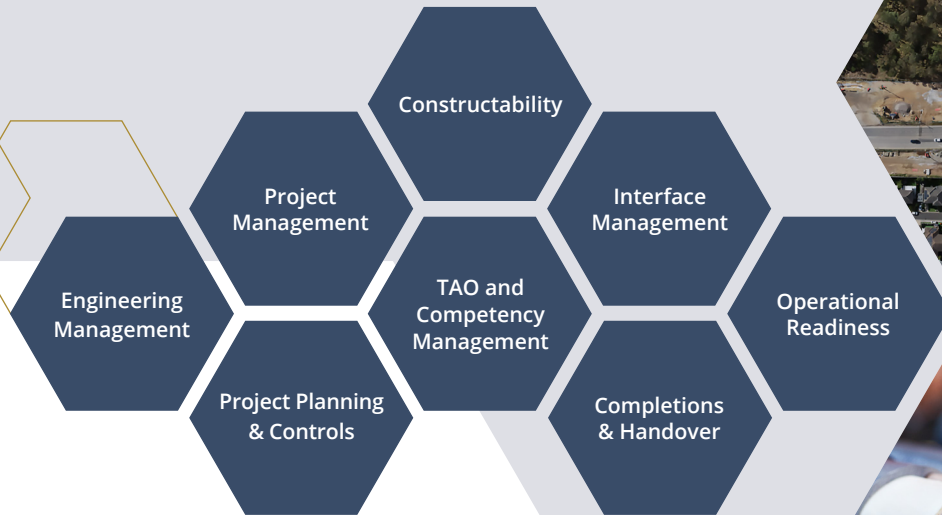 Constructability
Project
Management
Interface
Management
Engineering
Management
TAO and
Competency
Management
Operational
Readiness
Project Planning
& Controls
Completions
& Handover